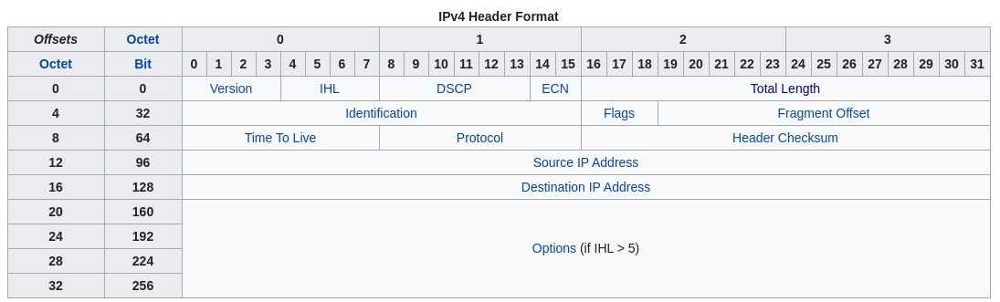 IPv4 Header Format
Offsets Octet 0 1 2 3
Octet Bit 0 1 2 3 4 5 6 7 8 9 10 11 12 13 14 15 16 17 18 19 20 21 22 23 24 25 26 27 28 29 30 31
0 0 Version IHL DSCP ECN Total Length
4 32 Identification Flags Fragment Offset
8 64 Time To Live Protocol Header Checksum
12 96 Source IP Address
16 128 Destination IP Address
20 160
24 192
Options (if IHL > 5)
28 224
32 256